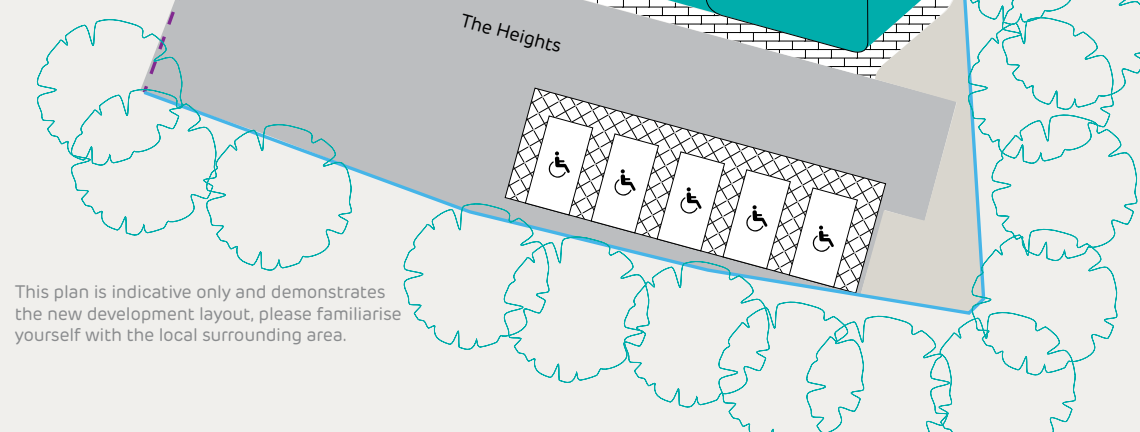 The Heights
This plan is indicative only and demonstrates
the new development layout, please familiarise
yourself with the local surrounding area.